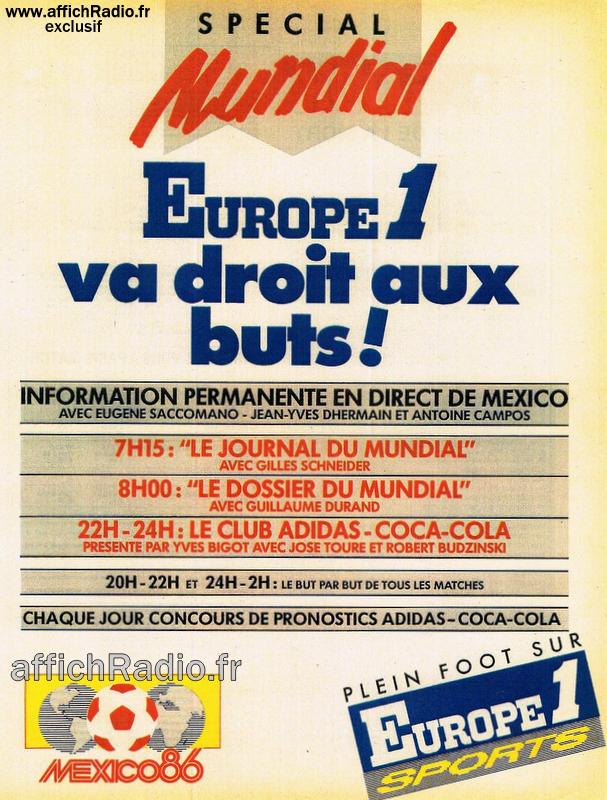 www.affichRadio.fr
exclusif
SPECIAL
Mundial
EUROPE 1
va droit aux
buts!
INFORMATION PERMANENTE EN DIRECT DE MEXICO
AVEC EUGENE SACCOMANO - JEAN-YVES DHERMAIN ET ANTOINE CAMPOS
7H15 : "LE JOURNAL DU MUNDIAL"
AVEC GILLES SCHNEIDER
8H00 : "LE DOSSIER DU MUNDIAL"
AVEC GUILLAUME DURAND
22H - 24H : LE CLUB ADIDAS - COCA-COLA
PRESENTE PAR YVES BIGOT AVEC JOSE TOURE ET ROBERT BUDZINSKI
20H - 22H ET 24H - 2H : LE BUT PAR BUT DE TOUS LES MATCHES
CHAQUE JOUR CONCOURS DE PRONOSTICS ADIDAS - COCA-COLA
affichRadio.fr
MEXICO86
PLEIN FOOT SUR
EUROPE 1
SPORTS